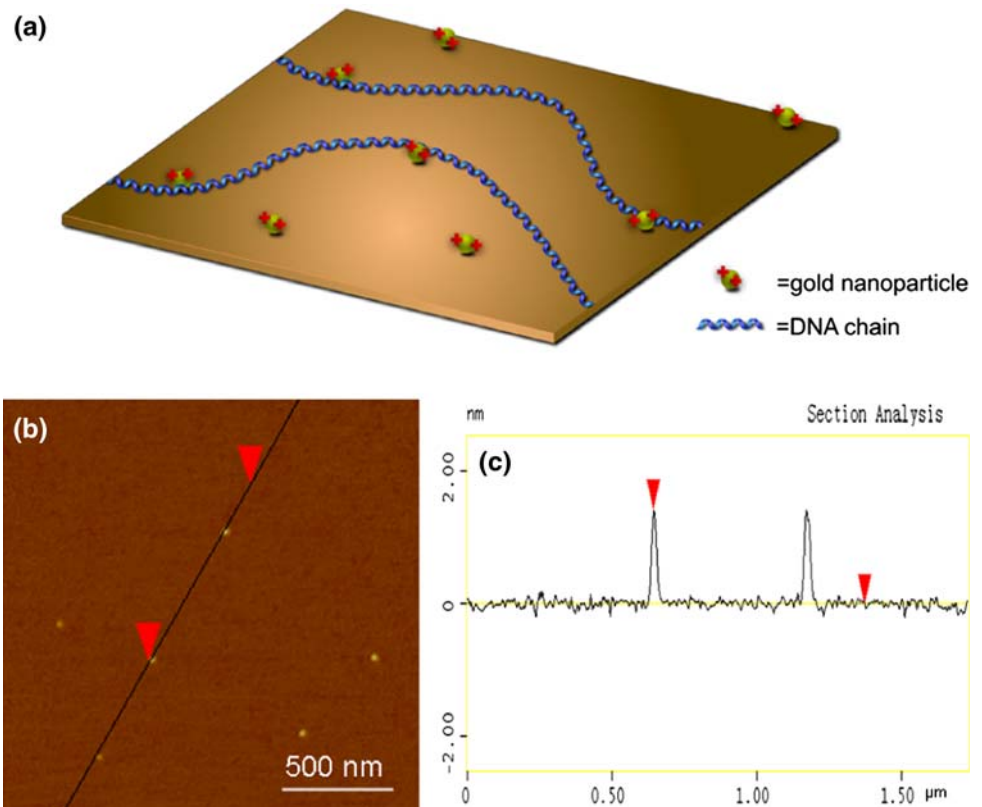 (a)
=gold nanoparticle
=DNA chain
(b)
500 nm
nm
Section Analysis
(c)
2.00
0
-2.00
0
0.50
1.00
1.50
µm